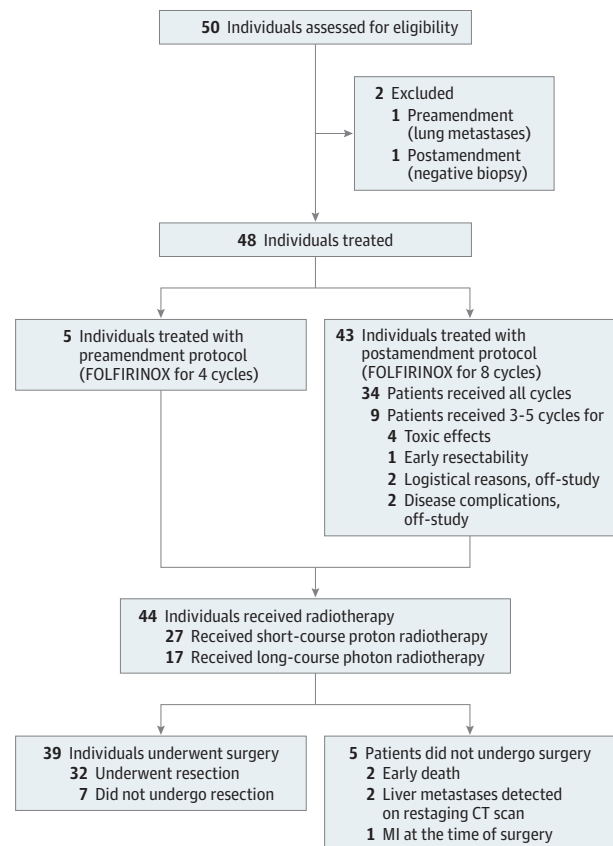 50 Individuals assessed for eligibility
2 Excluded
1 Preamendment
(lung metastases)
1 Postamendment
(negative biopsy)
48 Individuals treated
5 Individuals treated with
preamendment protocol
(FOLFIRINOX for 4 cycles)
43 Individuals treated with
postamendment protocol
(FOLFIRINOX for 8 cycles)
34 Patients received all cycles
9 Patients received 3-5 cycles for
4 Toxic effects
1 Early resectability
2 Logistical reasons, off-study
2 Disease complications,
off-study
44 Individuals received radiotherapy
27 Received short-course proton radiotherapy
17 Received long-course photon radiotherapy
39 Individuals underwent surgery
32 Underwent resection
7 Did not undergo resection
5 Patients did not undergo surgery
2 Early death
2 Liver metastases detected
on restaging CT scan
1 MI at the time of surgery